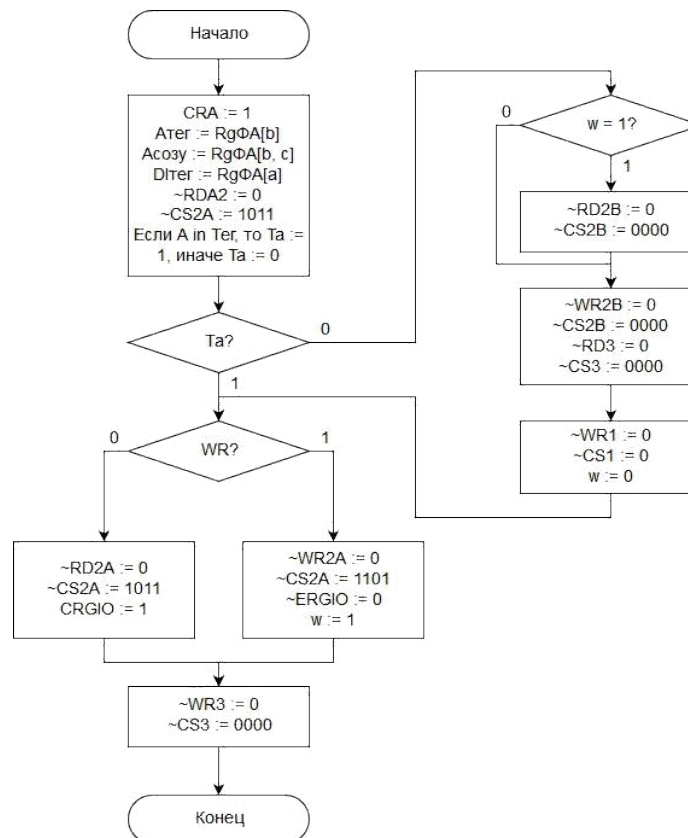 Начало
CRA := 1
Атег := RgФА[b]
Асозу := RgФА[b, c]
DIтег := RgФА[a]
~RDA2 := 0
~CS2A := 1011
Если A in Тег, то Ta :=
1, иначе Ta := 0
Ta?
0
1
w = 1?
0
1
~RD2B := 0
~CS2B := 0000
~WR2B := 0
~CS2B := 0000
~RD3 := 0
~CS3 := 0000
~WR1 := 0
~CS1 := 0
w := 0
WR?
0
1
~RD2A := 0
~CS2A := 1011
CRGIO := 1
~WR2A := 0
~CS2A := 1101
~ERGIO := 0
w := 1
~WR3 := 0
~CS3 := 0000
Конец